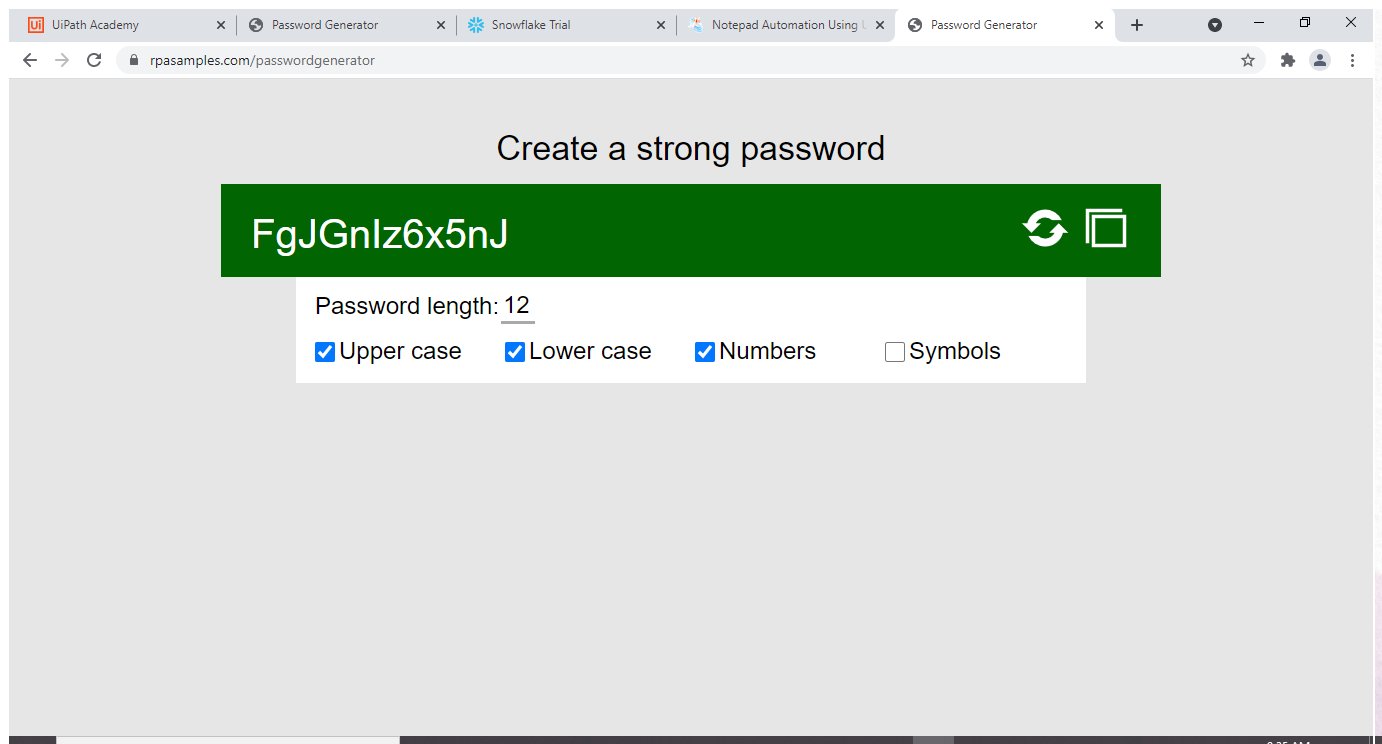 UiPath Academy
Password Generator
Snowflake Trial
Notepad Automation Using
Password Generator
rpasamples.com/passwordgenerator
Create a strong password
FgJGnIz6x5nJ
Password length: 12
Upper case Lower case Numbers Symbols